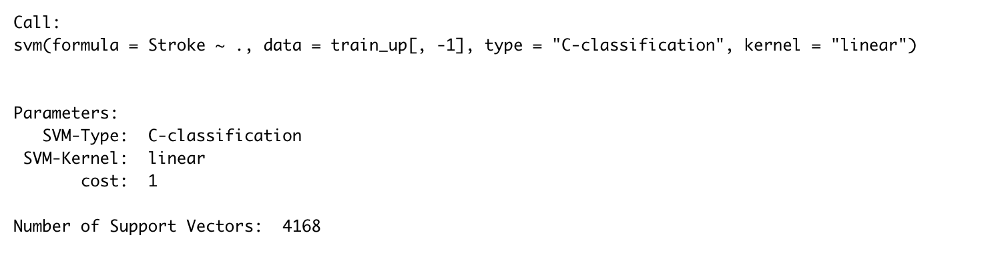 Call:
svm(formula = Stroke ~ ., data = train_up[, -1], type = "C-classification", kernel = "linear")
Parameters:
SVM-Type: C-classification
SVM-Kernel: linear
cost: 1
Number of Support Vectors: 4168